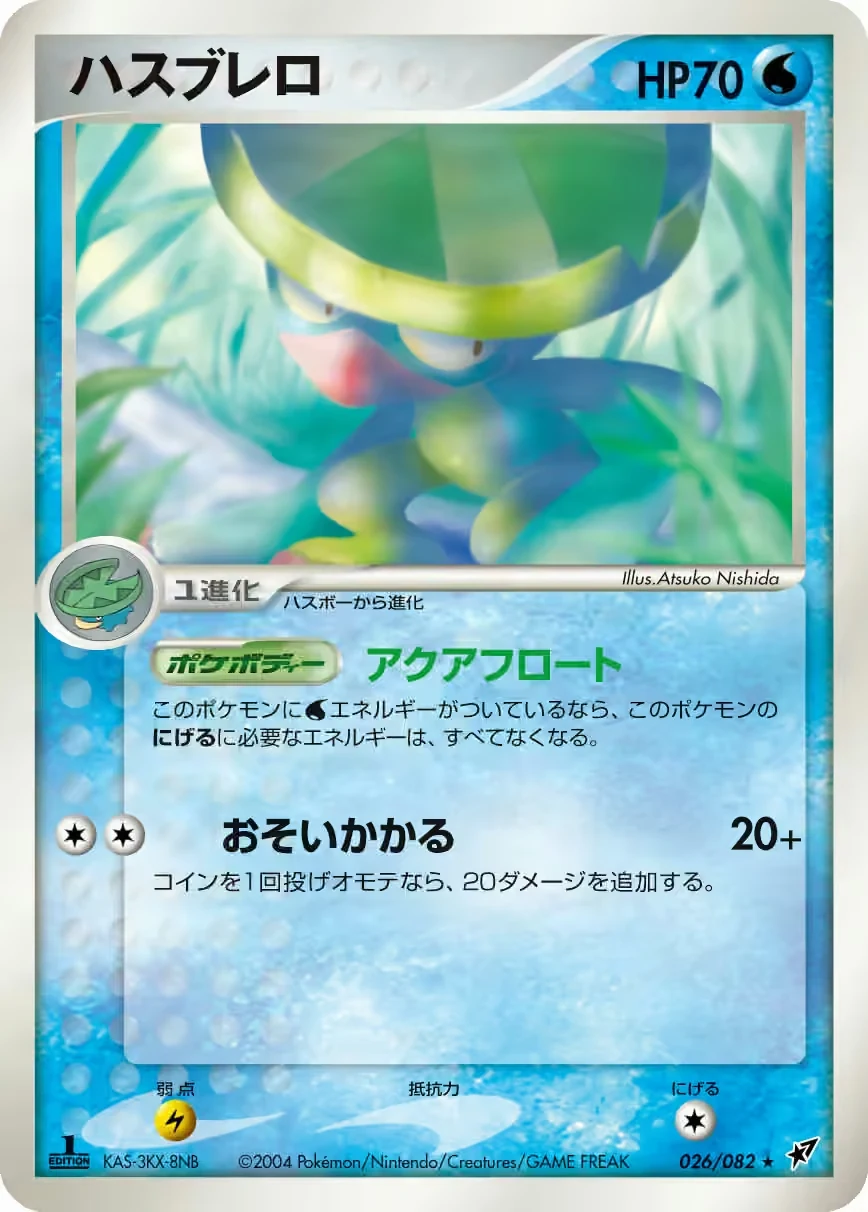 ハスブレロ
HP70
Illus.Atsuko Nishida
1進化
ハスボーから進化
ポケボディー アクアフロート
このポケモンにエネルギーがついているなら、このポケモンの
にげるに必要なエネルギーは、すべてなくなる。
おそいかかる 20+
コインを1回投げオモテなら、20ダメージを追加する。
弱点 抵抗力 にげる
1
EDITION
KAS-3KX-8NB ©2004 Pokémon/Nintendo/Creatures/GAME FREAK 026/082 ★